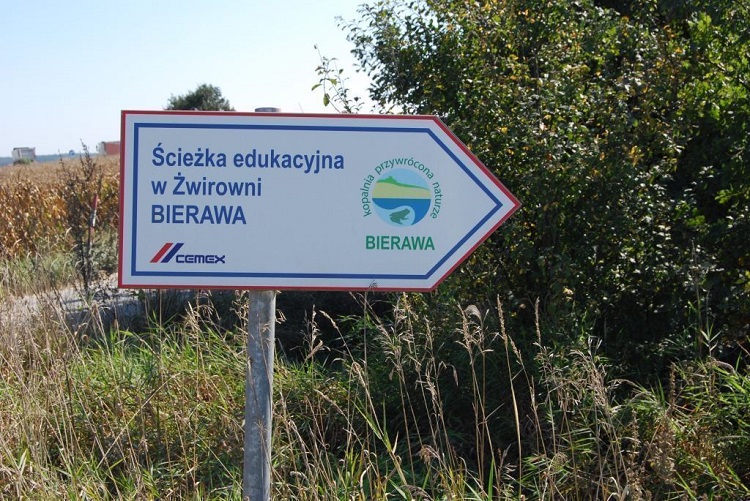 Ścieżka edukacyjna
w Żwirowni
BIERAWA
CEMEX
kopalnia przywrócona naturze
BIERAWA